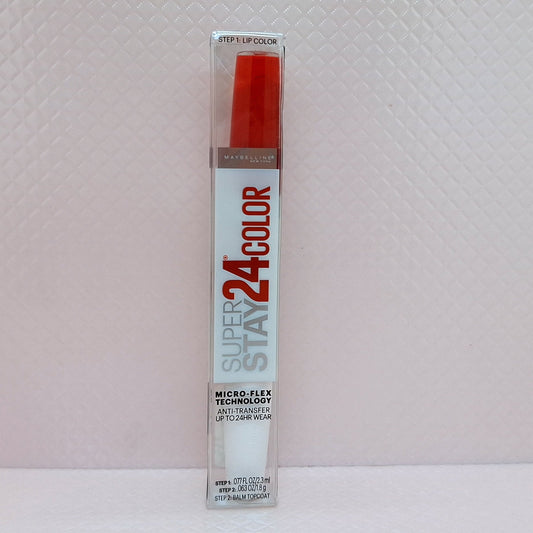 STEP 1: LIP COLOR
MAYBELLINE®
NEW YORK
SUPER
STAY 24® COLOR
MICRO-FLEX
TECHNOLOGY
ANTI-TRANSFER
UP TO 24HR WEAR
STEP 1: .077 FL OZ/2.3 ml
STEP 2: .063 OZ/1.8 g
STEP 2: BALM TOPCOAT